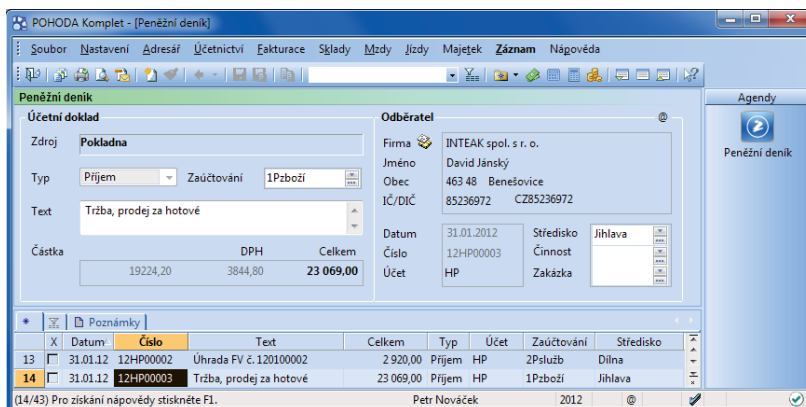 POHODA Komplet - [Peněžní deník]
Soubor Nastavení Adresář Účetnictví Fakturace Sklady Mzdy Jízdy Majetek Záznam Nápověda
Peněžní deník
Agendy
Peněžní deník
Účetní doklad
Zdroj Pokladna
Typ Příjem Zaúčtování 1Pzboží
Text Tržba, prodej za hotové
Částka DPH Celkem
19224,20 3844,80 23 069,00
Odběratel @
Firma INTEAK spol. s r. o.
Jméno David Jánský
Obec 463 48 Benešovice
IČ/DIČ 85236972 CZ85236972
Datum 31.01.2012 Středisko Jihlava
Číslo 12HP00003 Činnost
Účet HP Zakázka
Poznámky
X Datum Číslo Text Celkem Typ Účet Zaúčtování Středisko
13 31.01.12 12HP00002 Úhrada FV č. 120100002 2 920,00 Příjem HP 2Pslužb Dílna
14 31.01.12 12HP00003 Tržba, prodej za hotové 23 069,00 Příjem HP 1Pzboží Jihlava
(14/43) Pro získání nápovědy stiskněte F1. Petr Nováček 2012 @